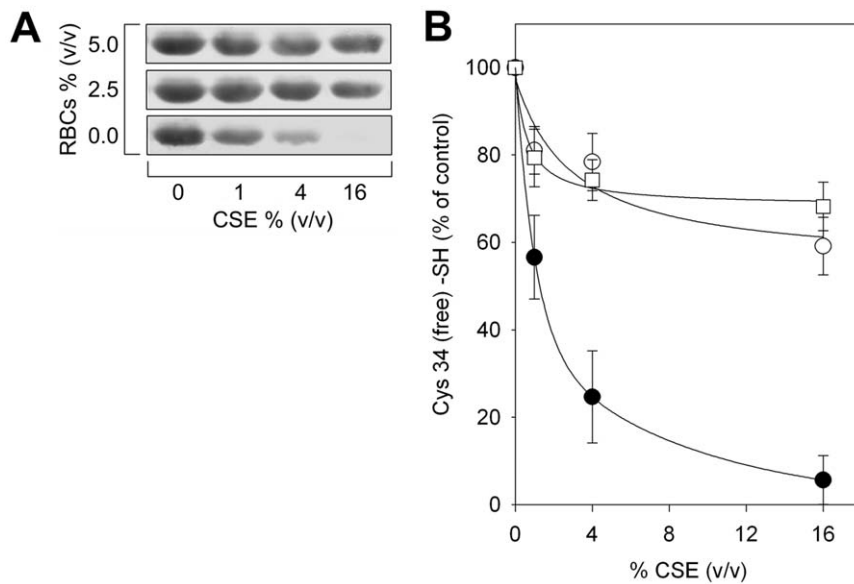 A
B
RBCs % (v/v)
5.0
2.5
0.0
0 1 4 16
CSE % (v/v)
Cys 34 (free) -SH (% of control)
100
80
60
40
20
0
0 4 8 12 16
% CSE (v/v)